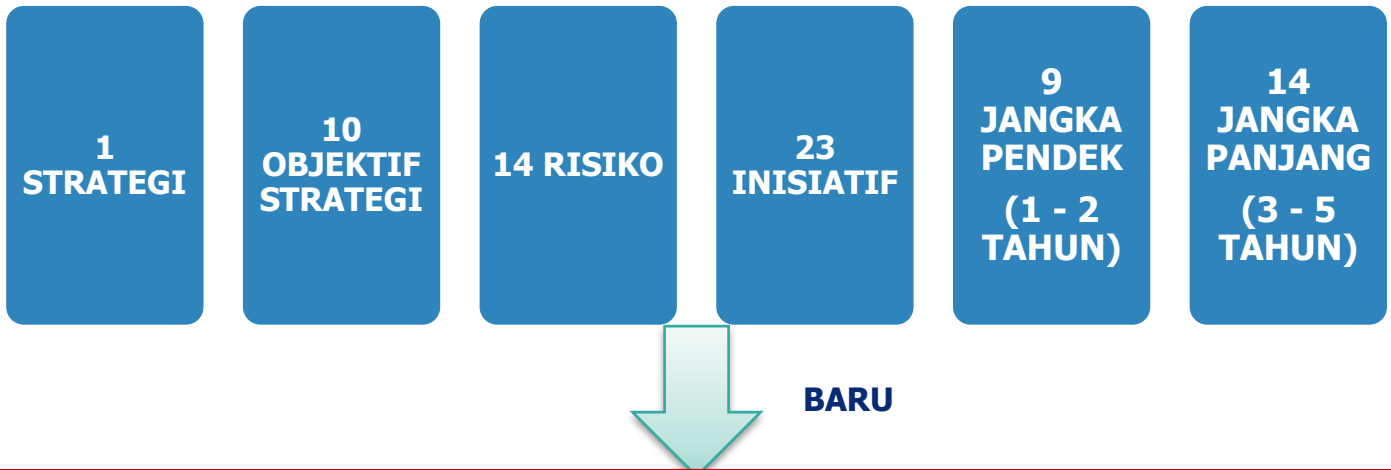 1
STRATEGI
10
OBJEKTIF
STRATEGI
14 RISIKO
23
INISIATIF
9
JANGKA
PENDEK
(1 - 2
TAHUN)
14
JANGKA
PANJANG
(3 - 5
TAHUN)
BARU